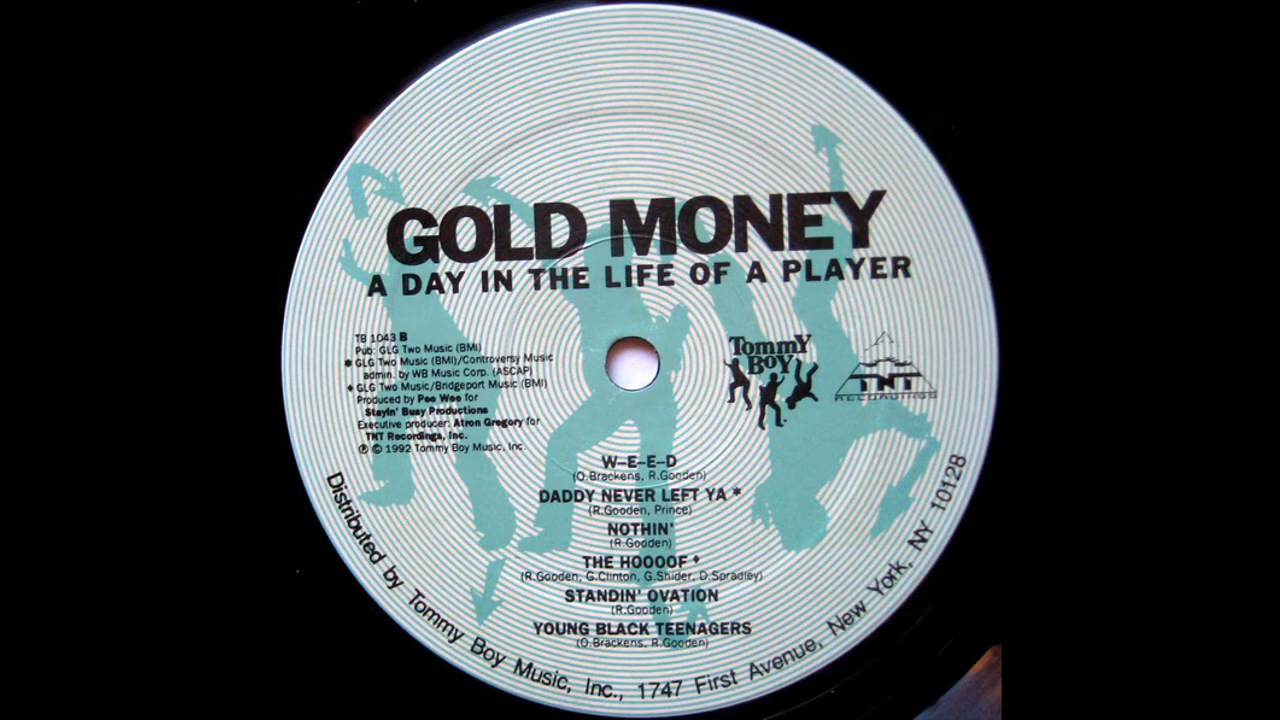 GOLD MONEY
A DAY IN THE LIFE OF A PLAYER
TB 1043 B
Pub: GLG Two Music (BMI)
* GLG Two Music (BMI)/Controversy Music
admin. by WB Music Corp. (ASCAP)
♦ GLG Two Music/Bridgeport Music (BMI)
Produced by Pee Wee for
Stayin' Busy Productions
Executive producer: Atron Gregory for
TNT Recordings, Inc.
℗ © 1992 Tommy Boy Music, Inc.
Tommy
Boy
TNT
RECORDINGS
W-E-E-D
(O.Brackens, R.Gooden)
DADDY NEVER LEFT YA *
(R.Gooden, Prince)
NOTHIN'
(R.Gooden)
THE HOOOOF ♦
(R.Gooden, G.Clinton, G.Shider, D.Spradley)
STANDIN' OVATION
(R.Gooden)
YOUNG BLACK TEENAGERS
(O.Brackens, R.Gooden)
Distributed by Tommy Boy Music, Inc., 1747 First Avenue, New York, NY 10128